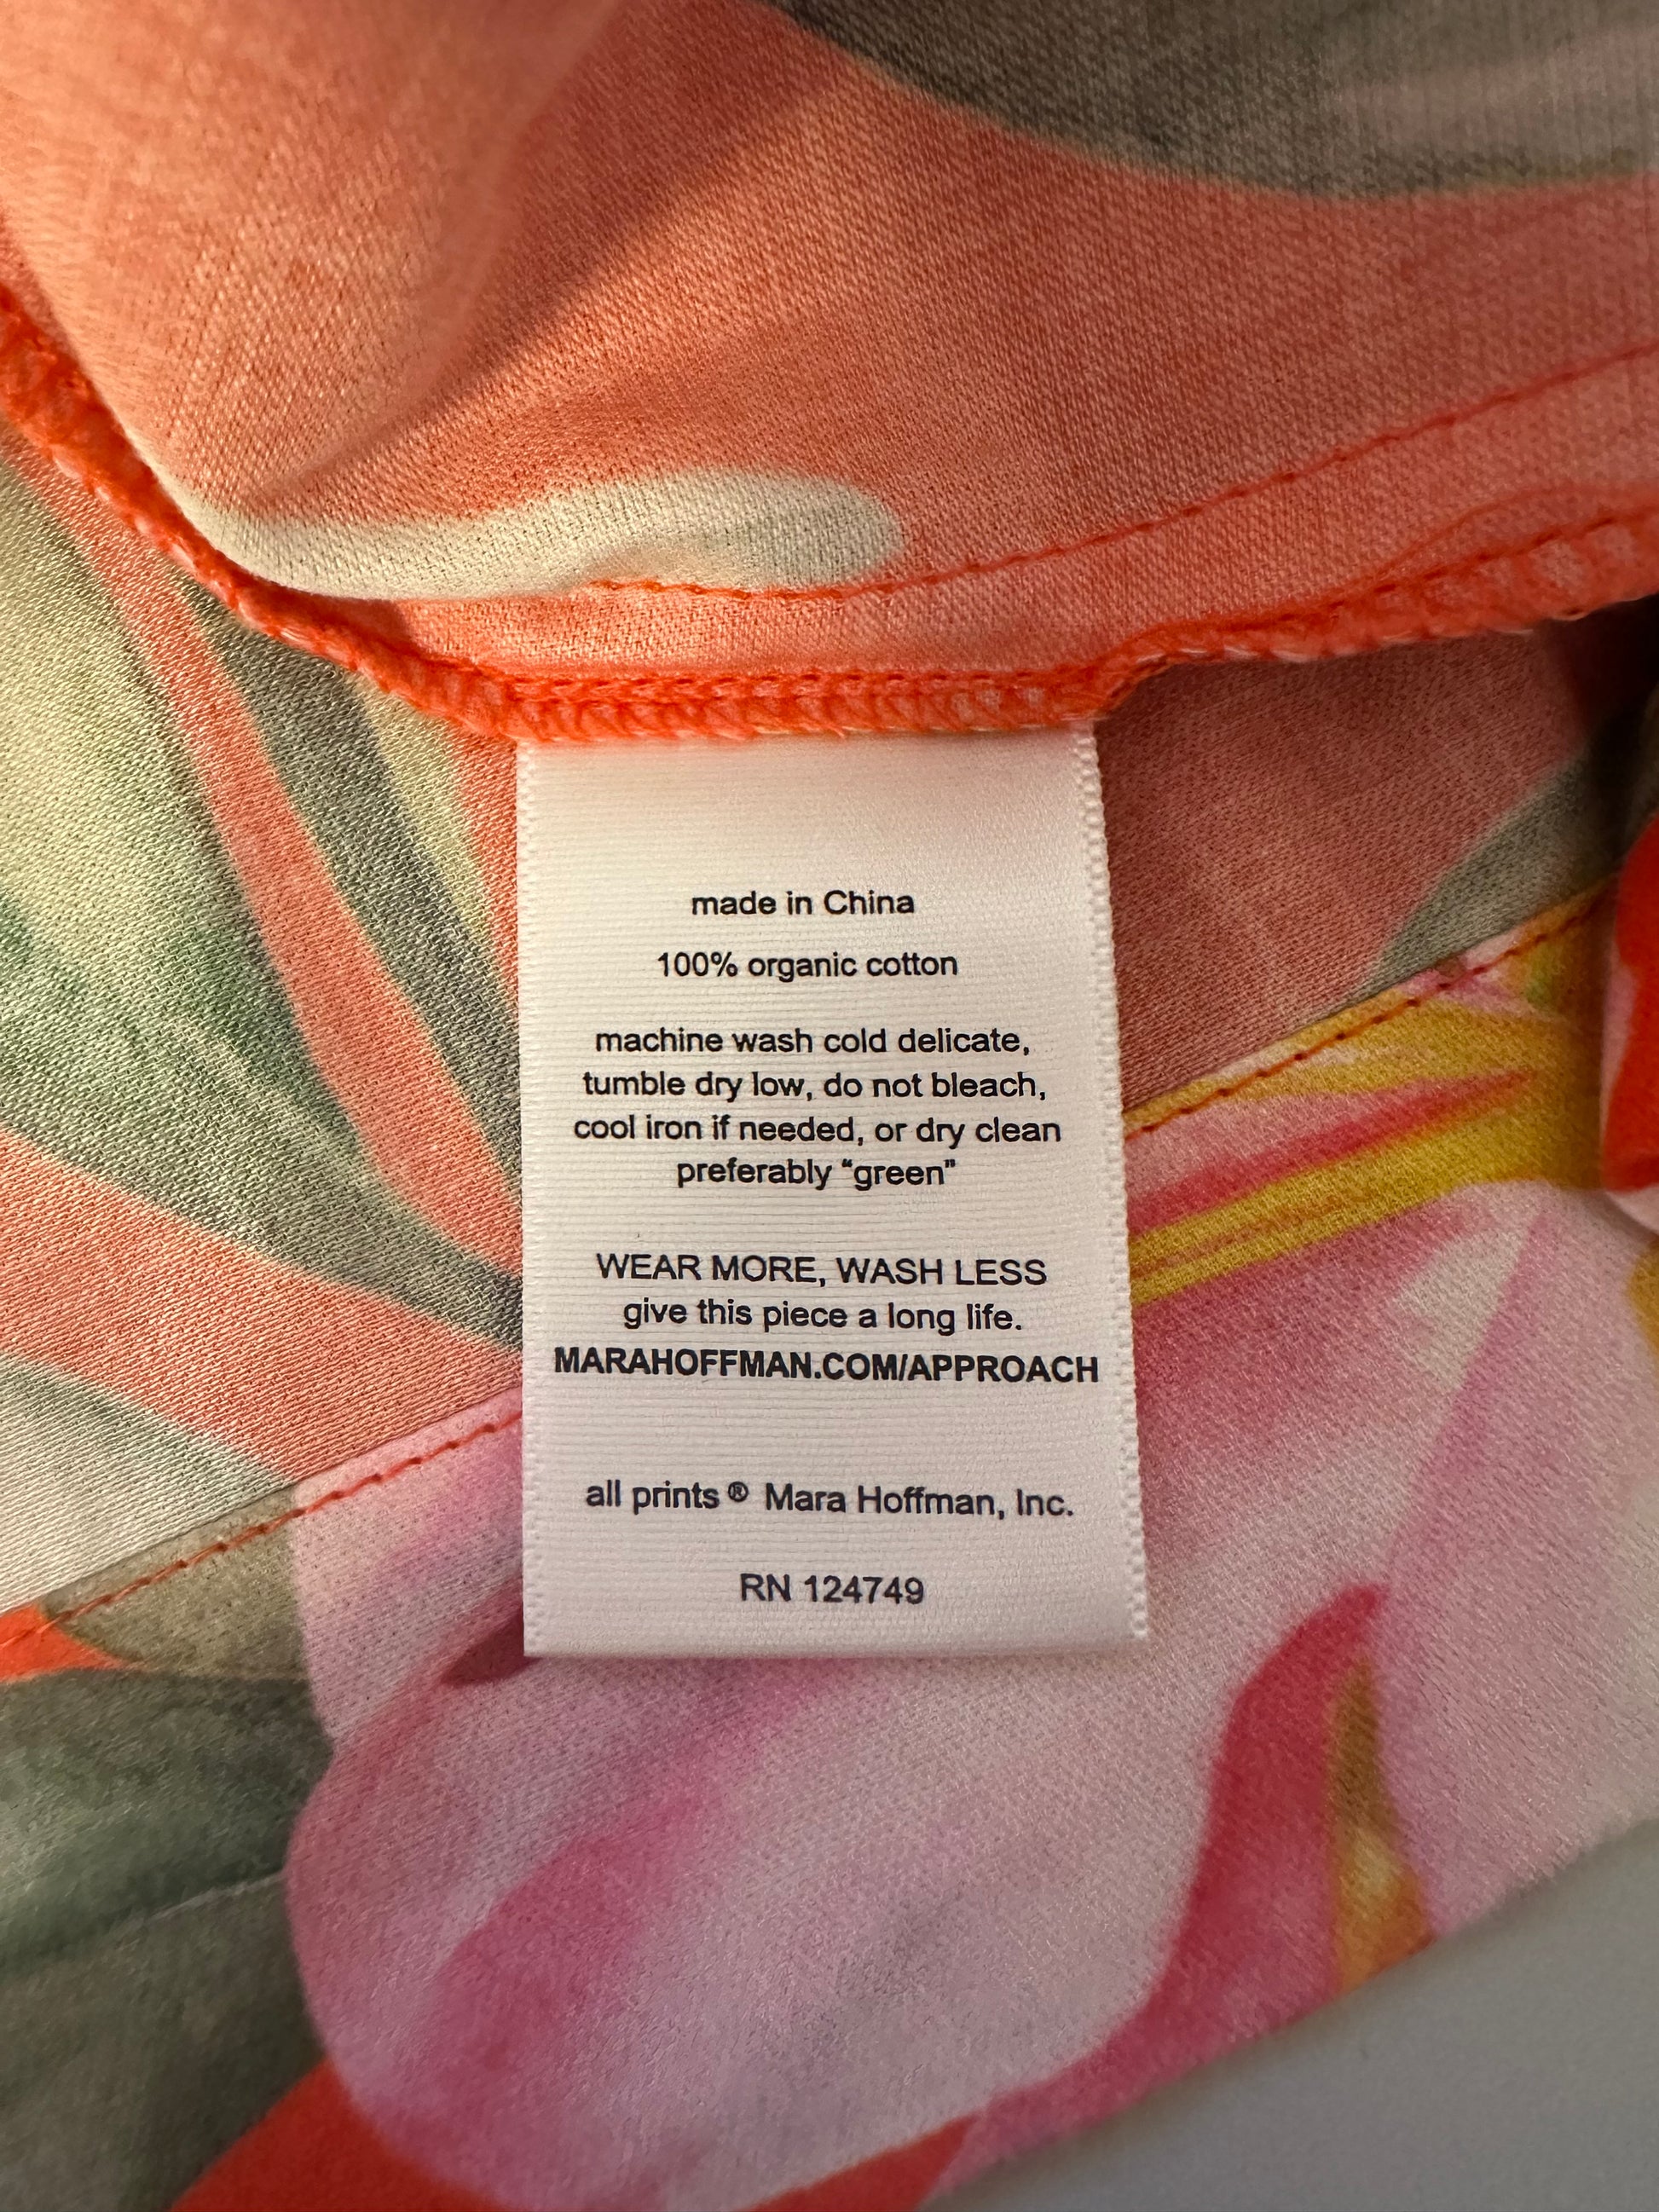 made in China
100% organic cotton
machine wash cold delicate,
tumble dry low, do not bleach,
cool iron if needed, or dry clean
preferably “green”
WEAR MORE, WASH LESS
give this piece a long life.
MARAHOFFMAN.COM/APPROACH
all prints ® Mara Hoffman, Inc.
RN 124749